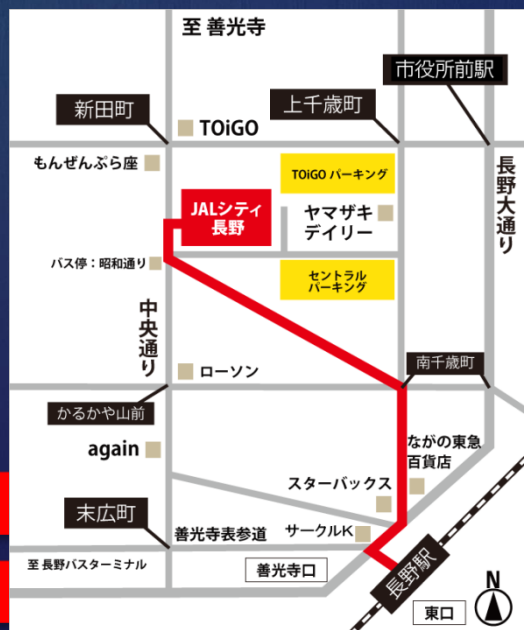 至 善光寺
市役所前駅
新田町
上千歳町
TOiGO
もんぜんぷら座
TOiGO パーキング
長野大通り
JALシティ
長野
ヤマザキ
デイリー
バス停：昭和通り
セントラル
パーキング
中央通り
ローソン
南千歳町
かるかや山前
again
ながの東急
百貨店
スターバックス
末広町
善光寺表参道
サークルK
至 長野バスターミナル
善光寺口
長野駅
東口
N